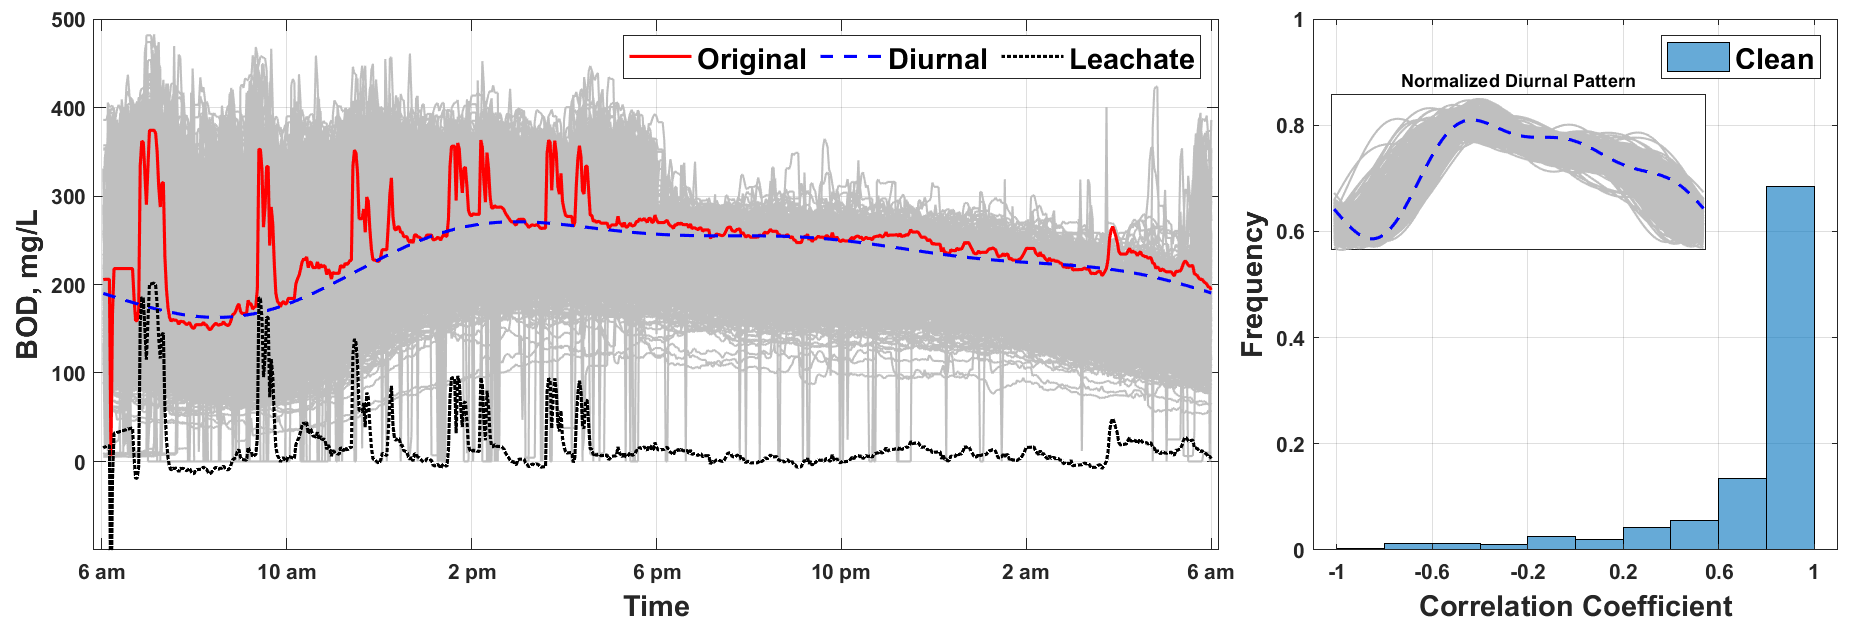 500
400
300
200
100
0
BOD, mg/L
Original Diurnal Leachate
6 am 10 am 2 pm 6 pm 10 pm 2 am 6 am
Time
1
0.8
0.6
0.4
0.2
0
Frequency
Clean
Normalized Diurnal Pattern
-1 -0.6 -0.2 0.2 0.6 1
Correlation Coefficient